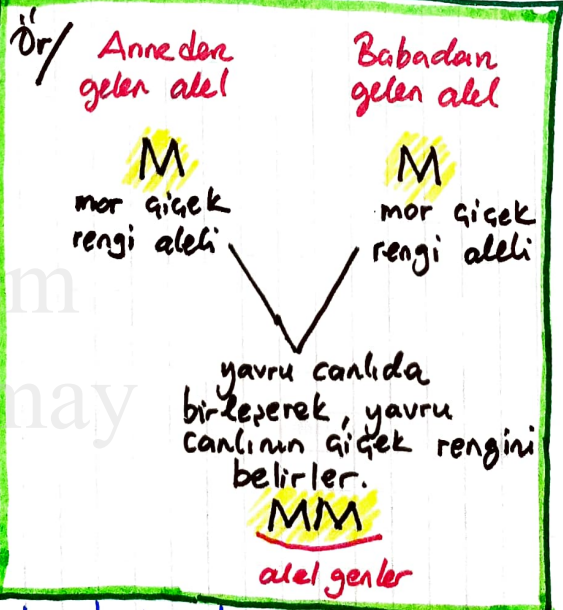 Ör/
Anneden
gelen alel
Babadan
gelen alel
M
M
mor çiçek
rengi aleli
mor çiçek
rengi aleli
m
may
yavru canlıda
birleşerek, yavru
canlının çiçek rengini
belirler.
MM
alel genler